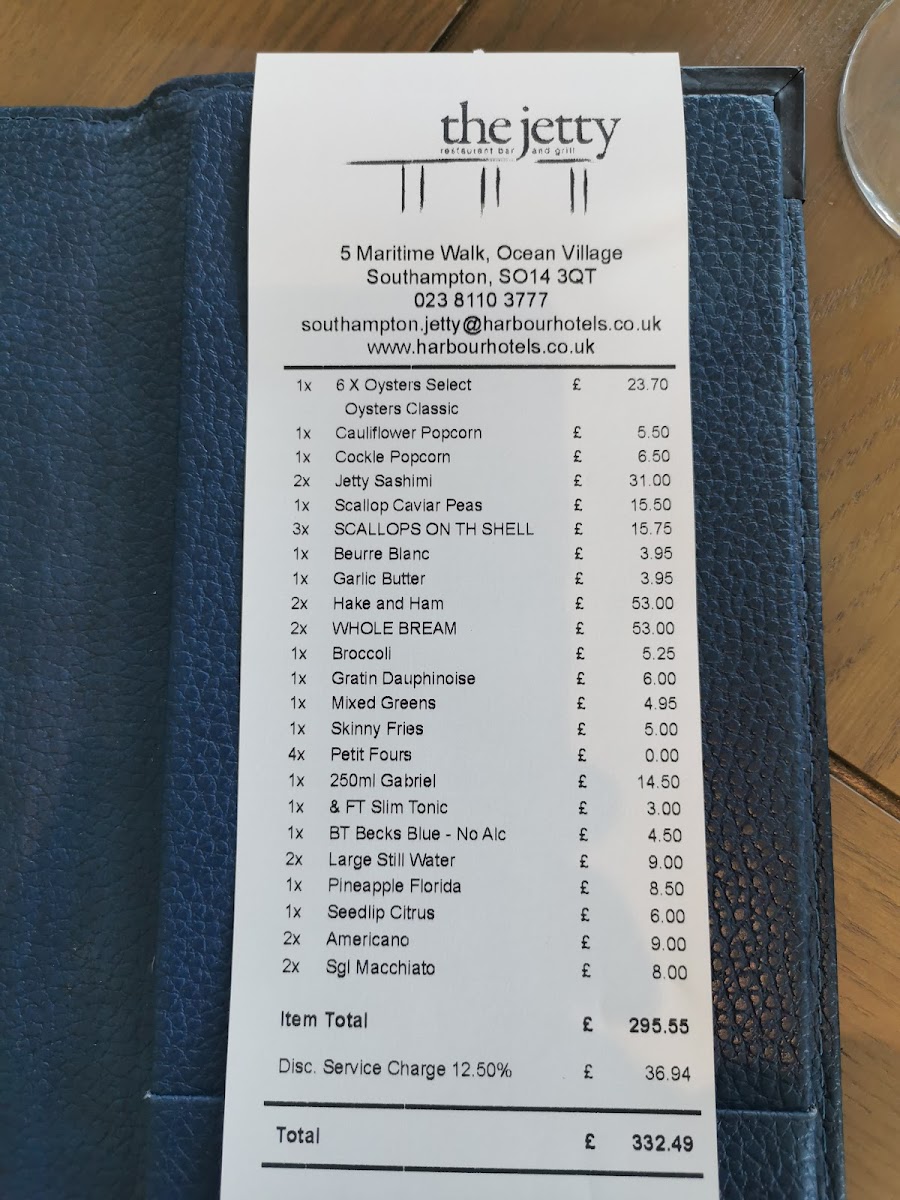 the jetty
restaurant bar and grill
5 Maritime Walk, Ocean Village
Southampton, SO14 3QT
023 8110 3777
southampton.jetty@harbourhotels.co.uk
www.harbourhotels.co.uk
1x 6 X Oysters Select £ 23.70
Oysters Classic
1x Cauliflower Popcorn £ 5.50
1x Cockle Popcorn £ 6.50
2x Jetty Sashimi £ 31.00
1x Scallop Caviar Peas £ 15.50
3x SCALLOPS ON TH SHELL £ 15.75
1x Beurre Blanc £ 3.95
1x Garlic Butter £ 3.95
2x Hake and Ham £ 53.00
2x WHOLE BREAM £ 53.00
1x Broccoli £ 5.25
1x Gratin Dauphinoise £ 6.00
1x Mixed Greens £ 4.95
1x Skinny Fries £ 5.00
4x Petit Fours £ 0.00
1x 250ml Gabriel £ 14.50
1x & FT Slim Tonic £ 3.00
1x BT Becks Blue - No Alc £ 4.50
2x Large Still Water £ 9.00
1x Pineapple Florida £ 8.50
1x Seedlip Citrus £ 6.00
2x Americano £ 9.00
2x Sgl Macchiato £ 8.00
Item Total £ 295.55
Disc. Service Charge 12.50% £ 36.94
Total £ 332.49